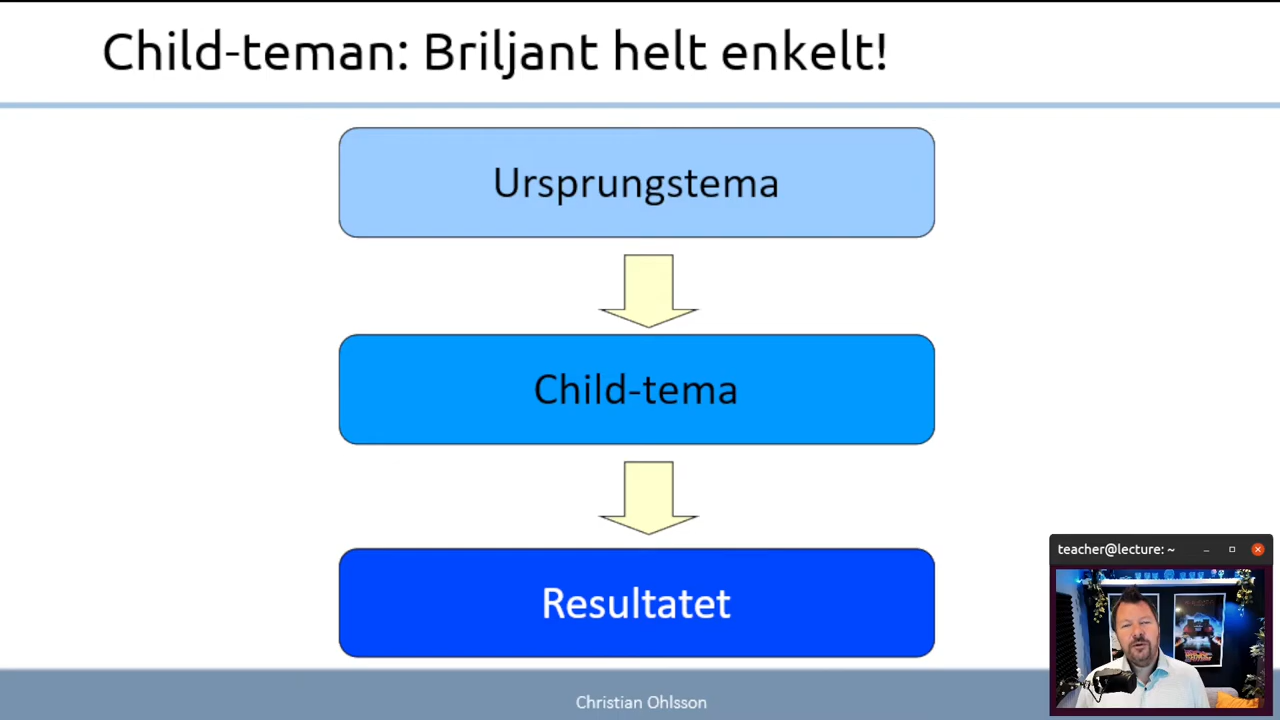 Child-teman: Briljant helt enkelt!
Ursprungstema
Child-tema
Resultatet
teacher@lecture: ~
Christian Ohlsson